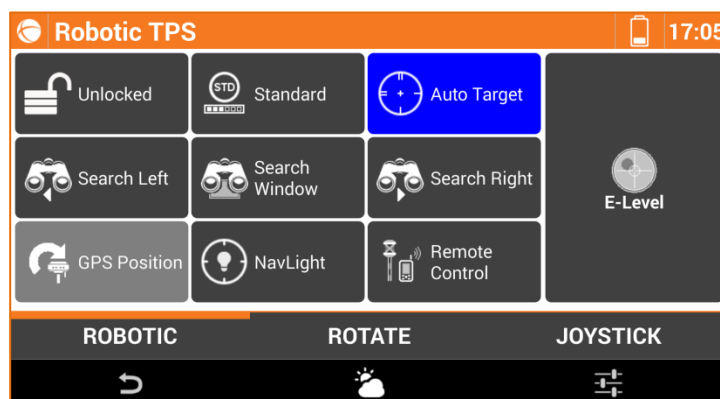 Robotic TPS
17:05
Unlocked
STD
Standard
Auto Target
Search Left
Search
Window
Search Right
E-Level
GPS Position
NavLight
Remote
Control
ROBOTIC
ROTATE
JOYSTICK